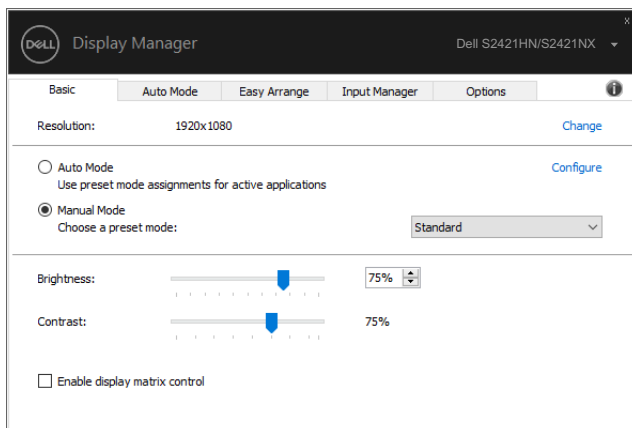 DELL Display Manager Dell S2421HN/S2421NX
Basic Auto Mode Easy Arrange Input Manager Options
Resolution: 1920x1080 Change
Auto Mode Configure
Use preset mode assignments for active applications
Manual Mode
Choose a preset mode: Standard
Brightness: 75%
Contrast: 75%
Enable display matrix control